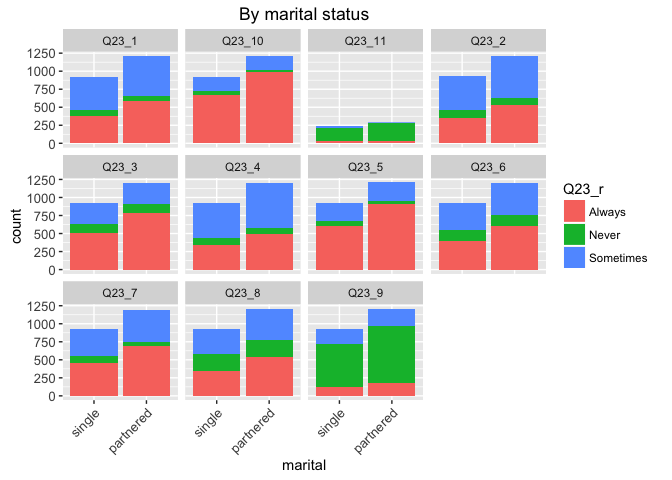 By marital status
Q23_1 Q23_10 Q23_11 Q23_2
1250
1000
750
500
250
0
Q23_3 Q23_4 Q23_5 Q23_6
1250
1000
750
500
250
0
Q23_7 Q23_8 Q23_9
1250
1000
750
500
250
0
count
single partnered single partnered single partnered
marital
Q23_r
Always
Never
Sometimes